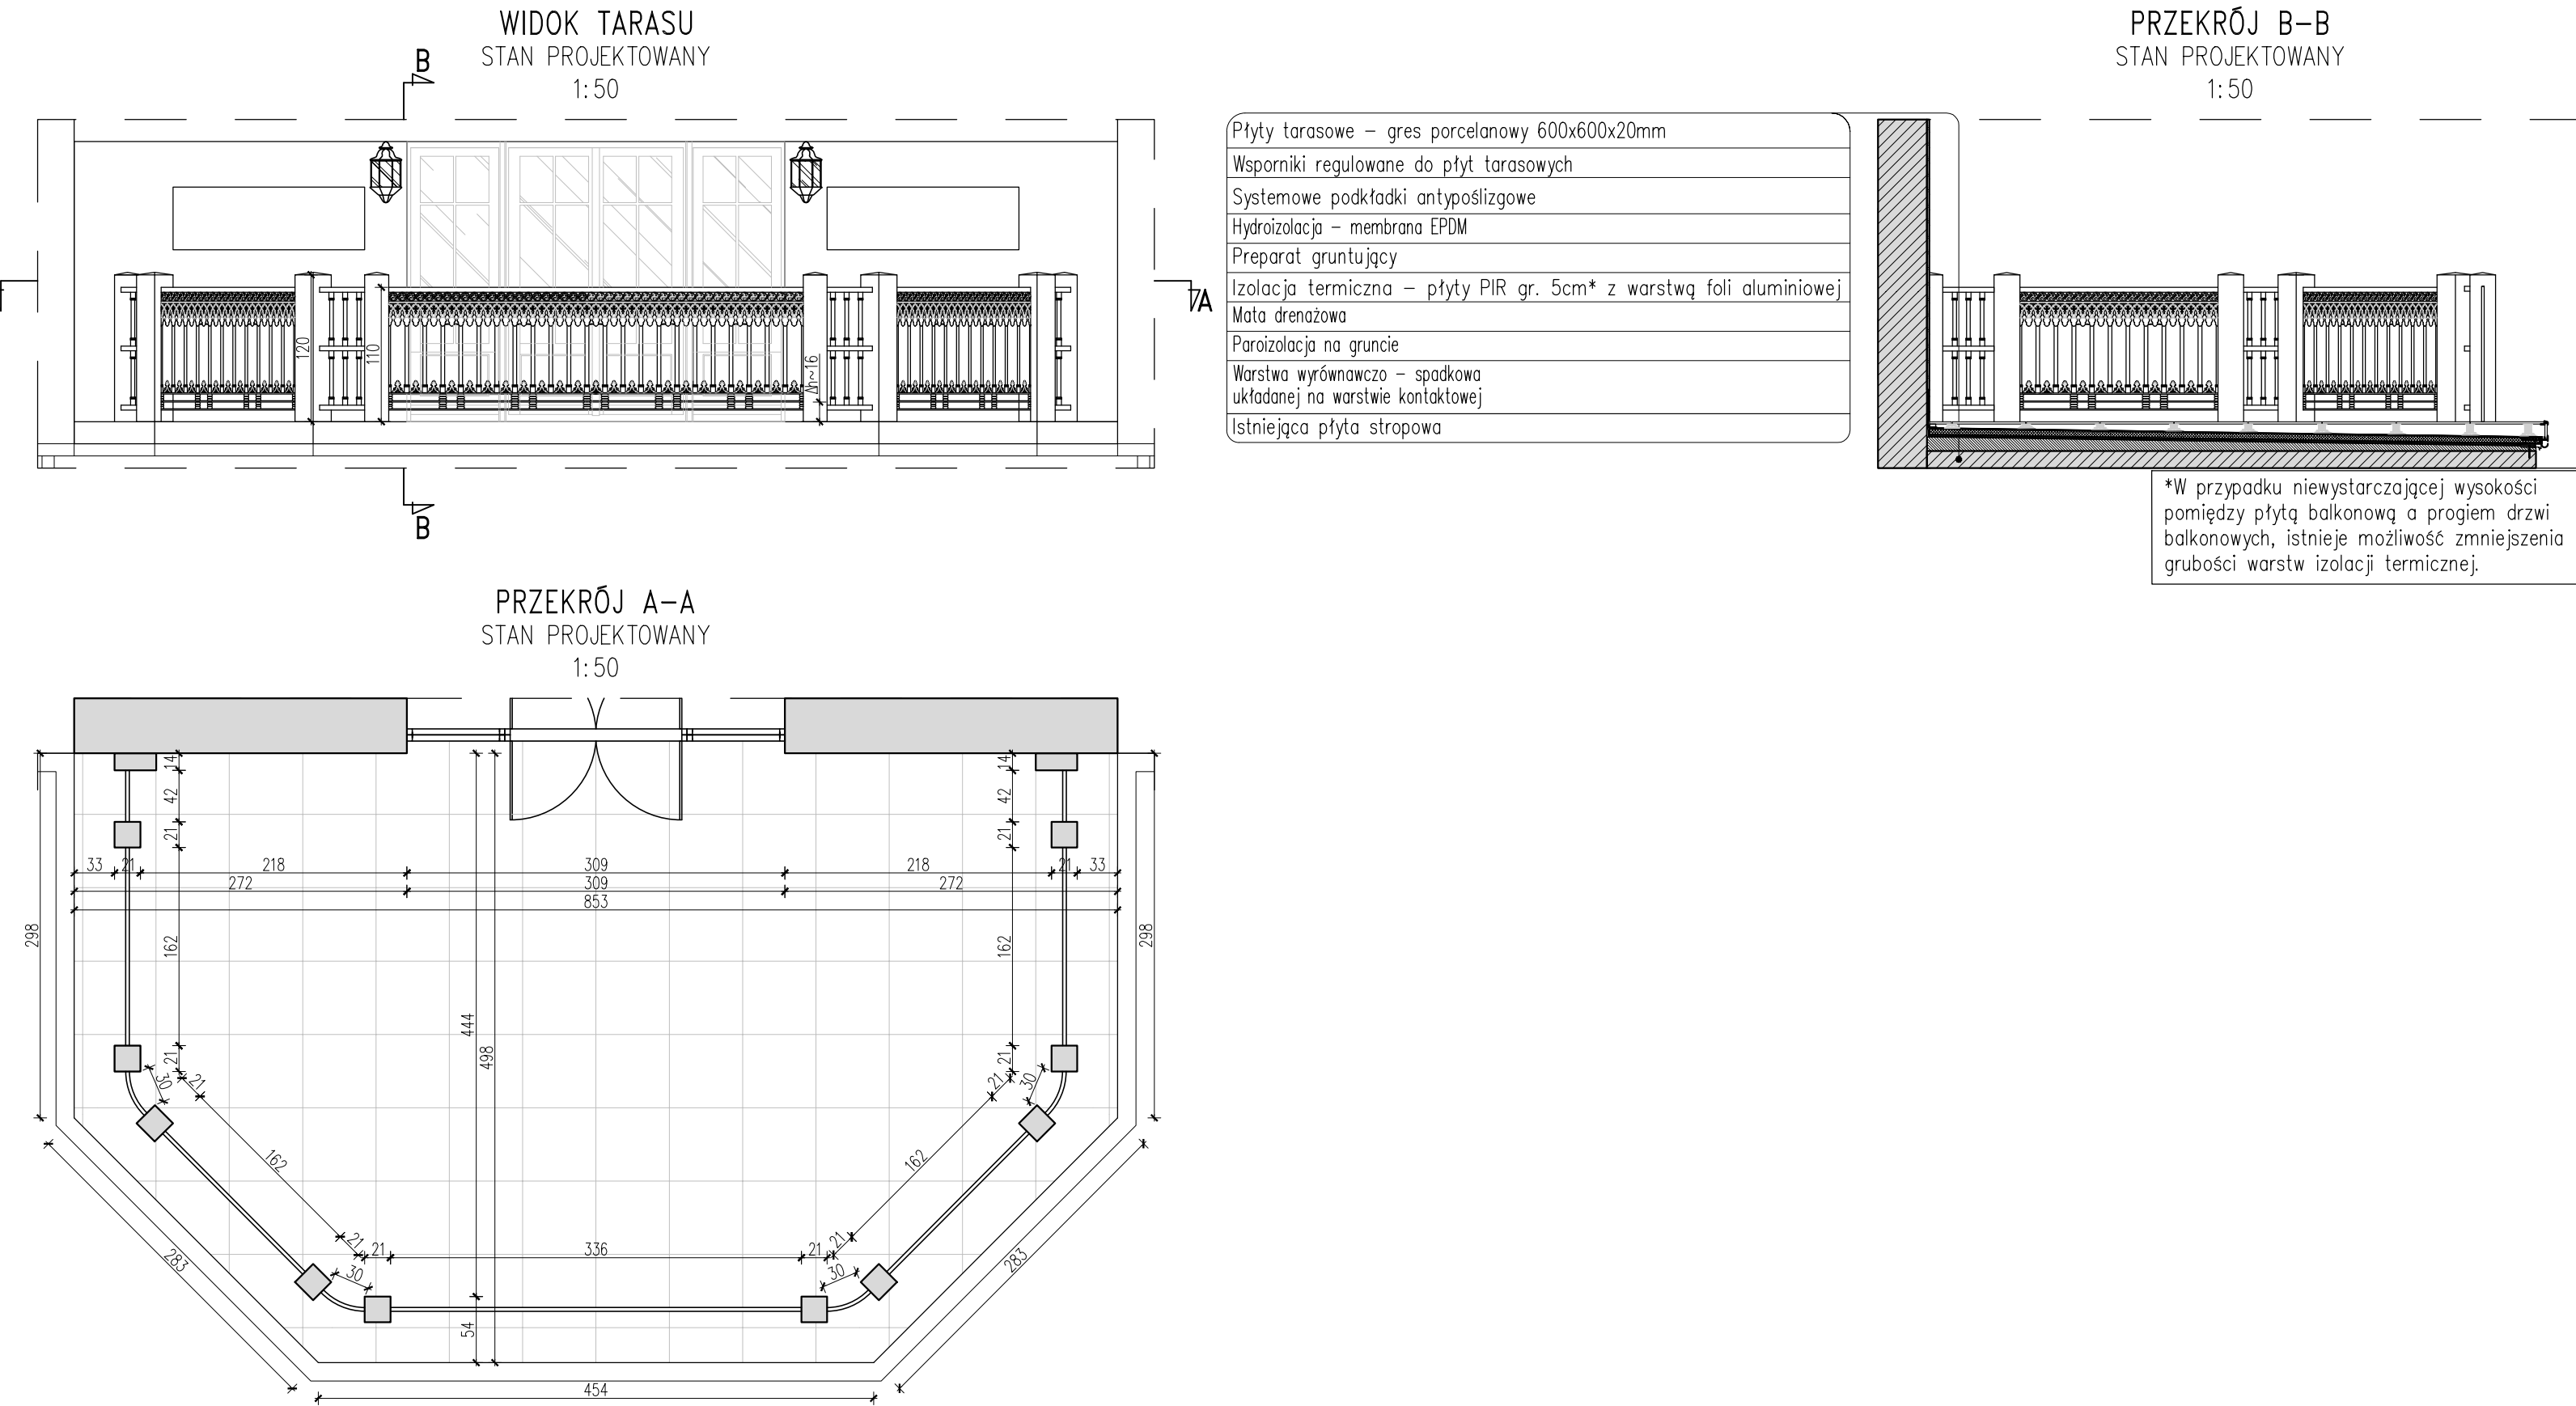 WIDOK TARASU
STAN PROJEKTOWANY
1:50
B
B
A
120
110
Δh~16
PRZEKRÓJ B-B
STAN PROJEKTOWANY
1:50
Płyty tarasowe - gres porcelanowy 600x600x20mm
Wsporniki regulowane do płyt tarasowych
Systemowe podkładki antypoślizgowe
Hydroizolacja - membrana EPDM
Preparat gruntujący
Izolacja termiczna - płyty PIR gr. 5cm* z warstwą foli aluminiowej
Mata drenażowa
Paroizolacja na gruncie
Warstwa wyrównawczo - spadkowa
układanej na warstwie kontaktowej
Istniejąca płyta stropowa
*W przypadku niewystarczającej wysokości
pomiędzy płytą balkonową a progiem drzwi
balkonowych, istnieje możliwość zmniejszenia
grubości warstw izolacji termicznej.
PRZEKRÓJ A-A
STAN PROJEKTOWANY
1:50
14
14
42
42
21
21
33
21
218
309
218
21
33
272
309
272
853
298
162
162
298
444
498
21
21
30
21
21
30
162
162
21
21
336
21
21
30
30
283
283
54
454